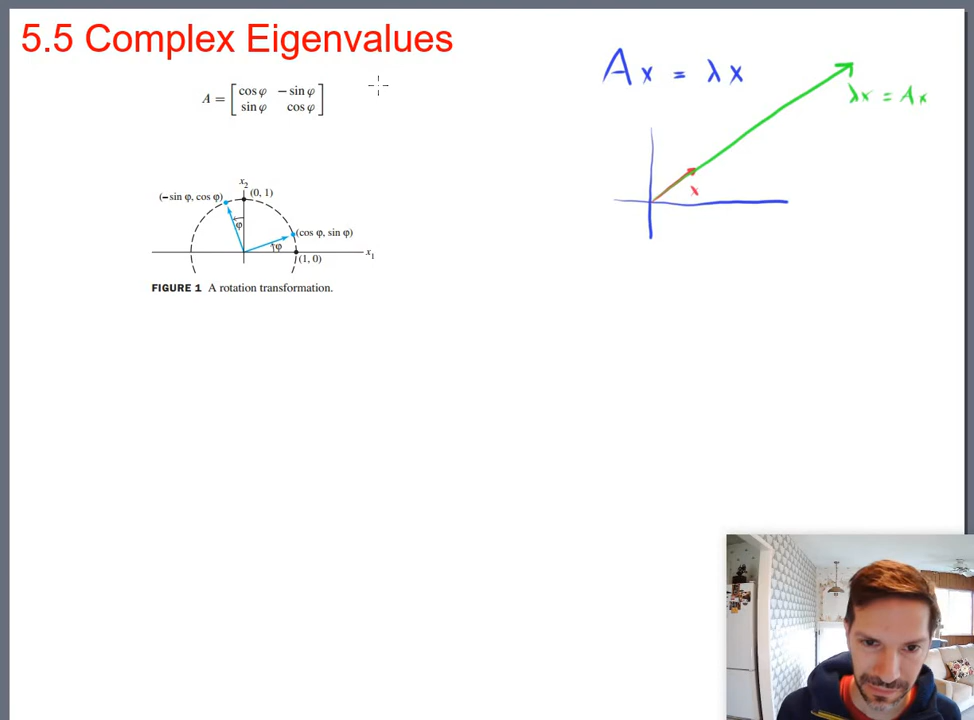 5.5 Complex Eigenvalues
A = [ cos φ  − sin φ
sin φ  cos φ ]
Ax = λx
λx = Ax
x
x₂
(0, 1)
(−sin φ, cos φ)
φ
(cos φ, sin φ)
φ
x₁
(1, 0)
FIGURE 1 A rotation transformation.